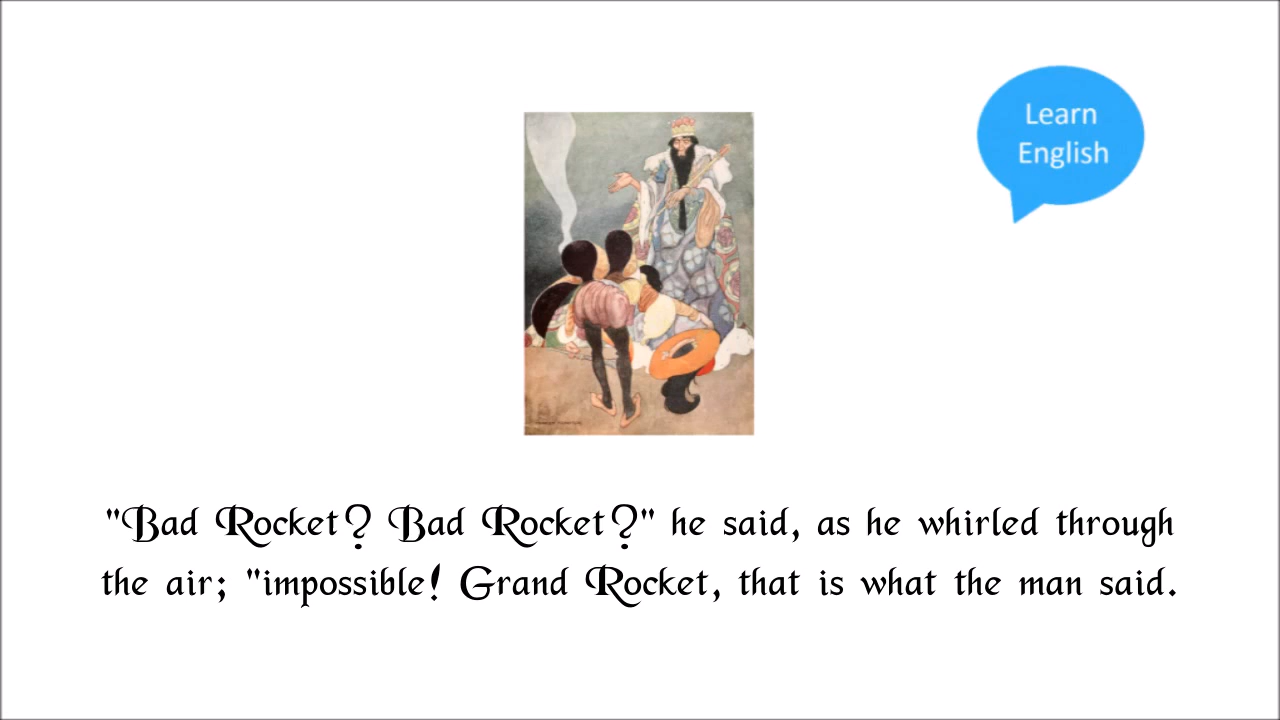 Learn
English
"Bad Rocket? Bad Rocket?" he said, as he whirled through
the air; "impossible! Grand Rocket, that is what the man said.